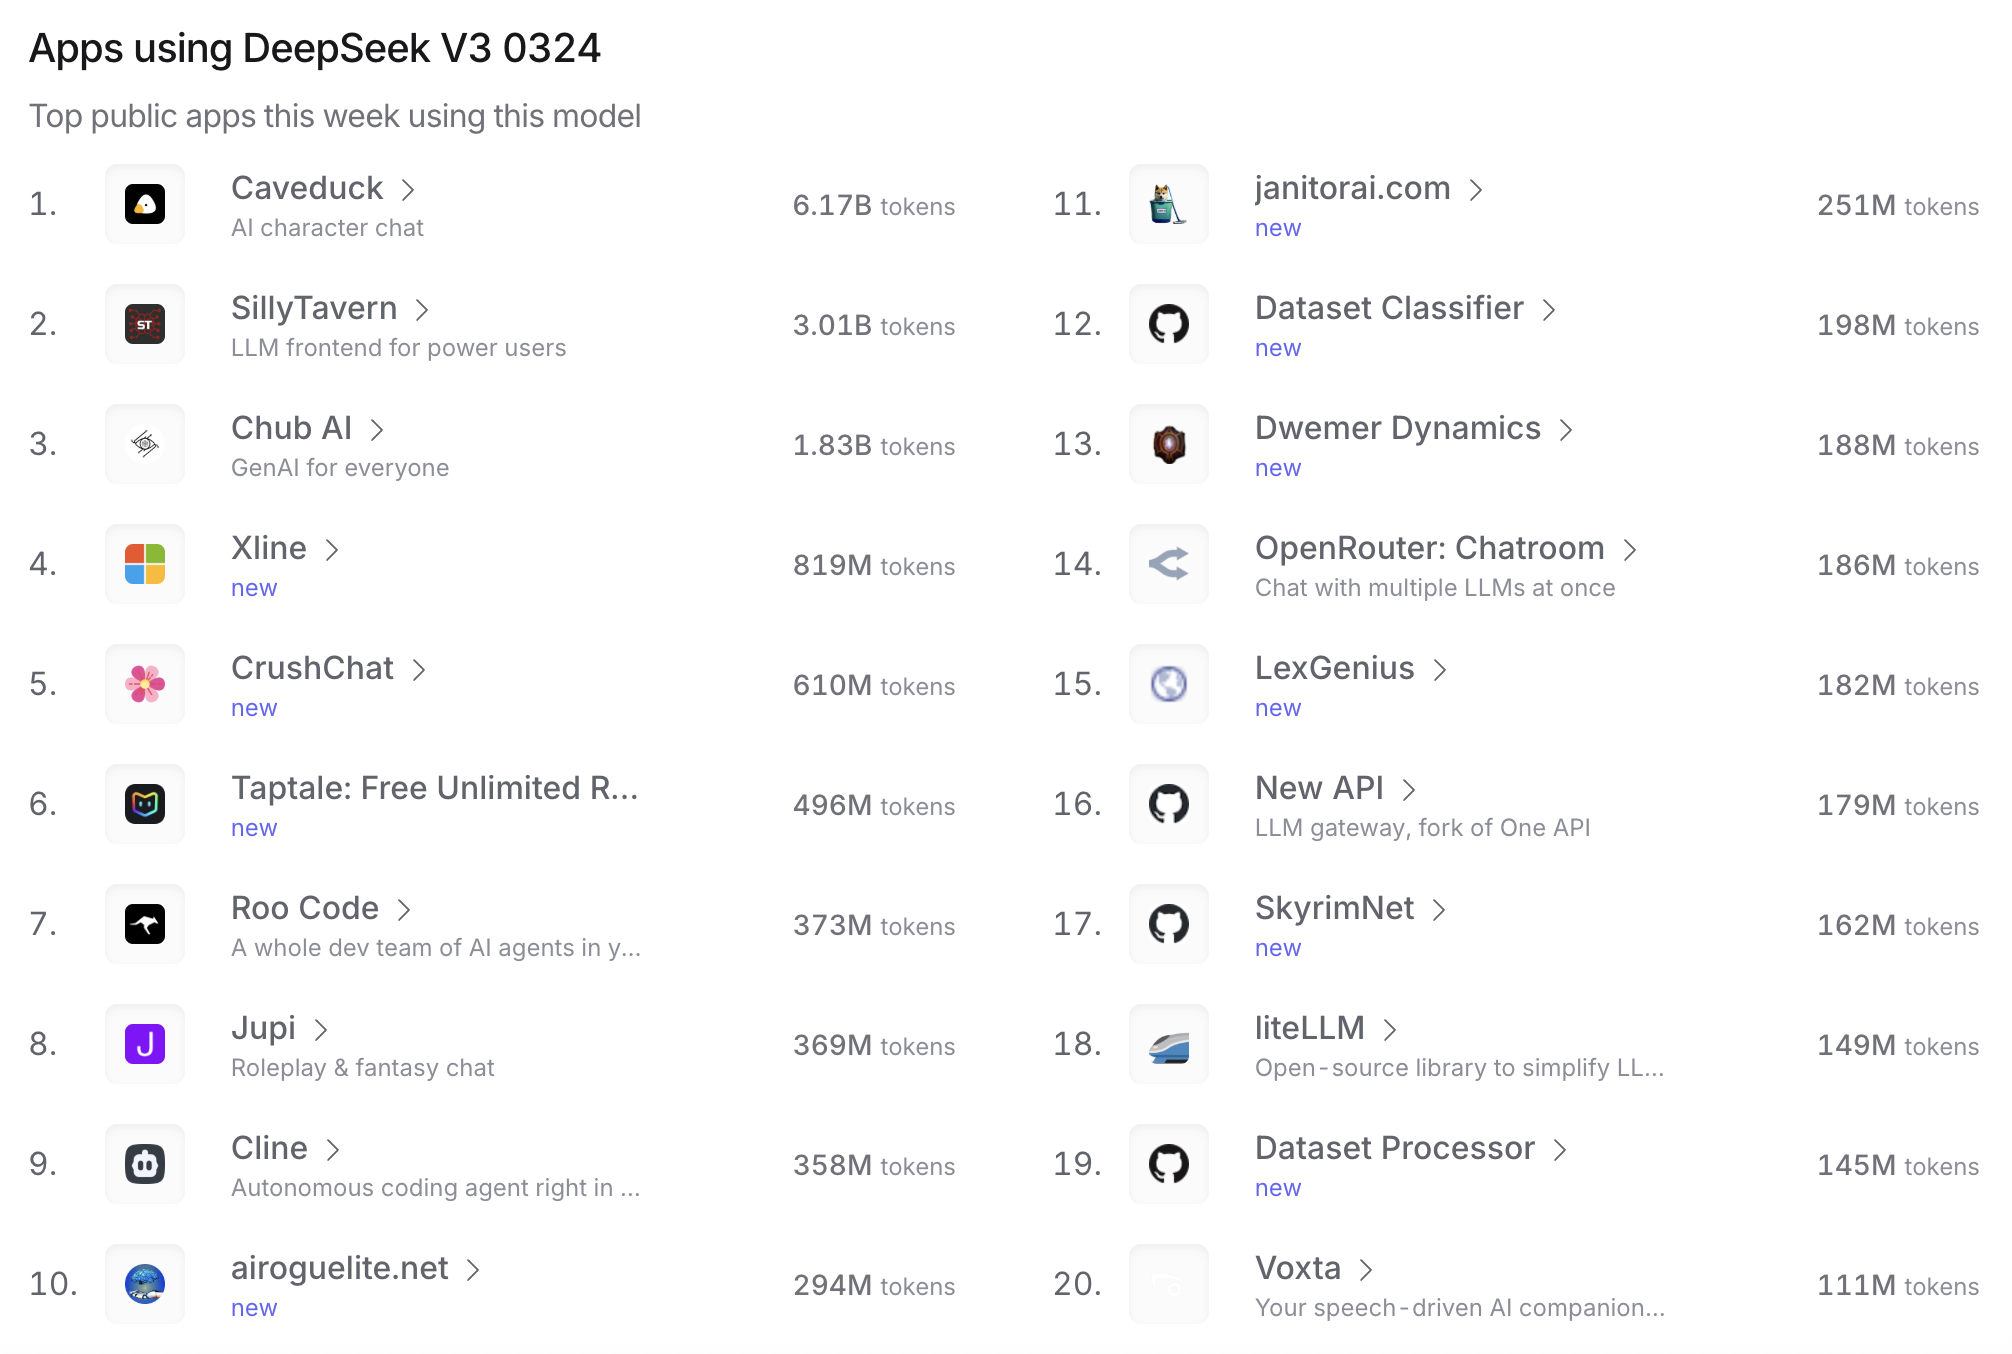 Apps using DeepSeek V3 0324
Top public apps this week using this model
1.
Caveduck
AI character chat
6.17B tokens
2.
ST
SillyTavern
LLM frontend for power users
3.01B tokens
3.
Chub AI
GenAI for everyone
1.83B tokens
4.
Xline
new
819M tokens
5.
CrushChat
new
610M tokens
6.
Taptale: Free Unlimited R...
new
496M tokens
7.
Roo Code
A whole dev team of AI agents in y...
373M tokens
8.
J
Jupi
Roleplay & fantasy chat
369M tokens
9.
Cline
Autonomous coding agent right in ...
358M tokens
10.
airoguelite.net
new
294M tokens
11.
janitorai.com
new
251M tokens
12.
Dataset Classifier
new
198M tokens
13.
Dwemer Dynamics
new
188M tokens
14.
OpenRouter: Chatroom
Chat with multiple LLMs at once
186M tokens
15.
LexGenius
new
182M tokens
16.
New API
LLM gateway, fork of One API
179M tokens
17.
SkyrimNet
new
162M tokens
18.
liteLLM
Open-source library to simplify LL...
149M tokens
19.
Dataset Processor
new
145M tokens
20.
Voxta
Your speech-driven AI companion...
111M tokens